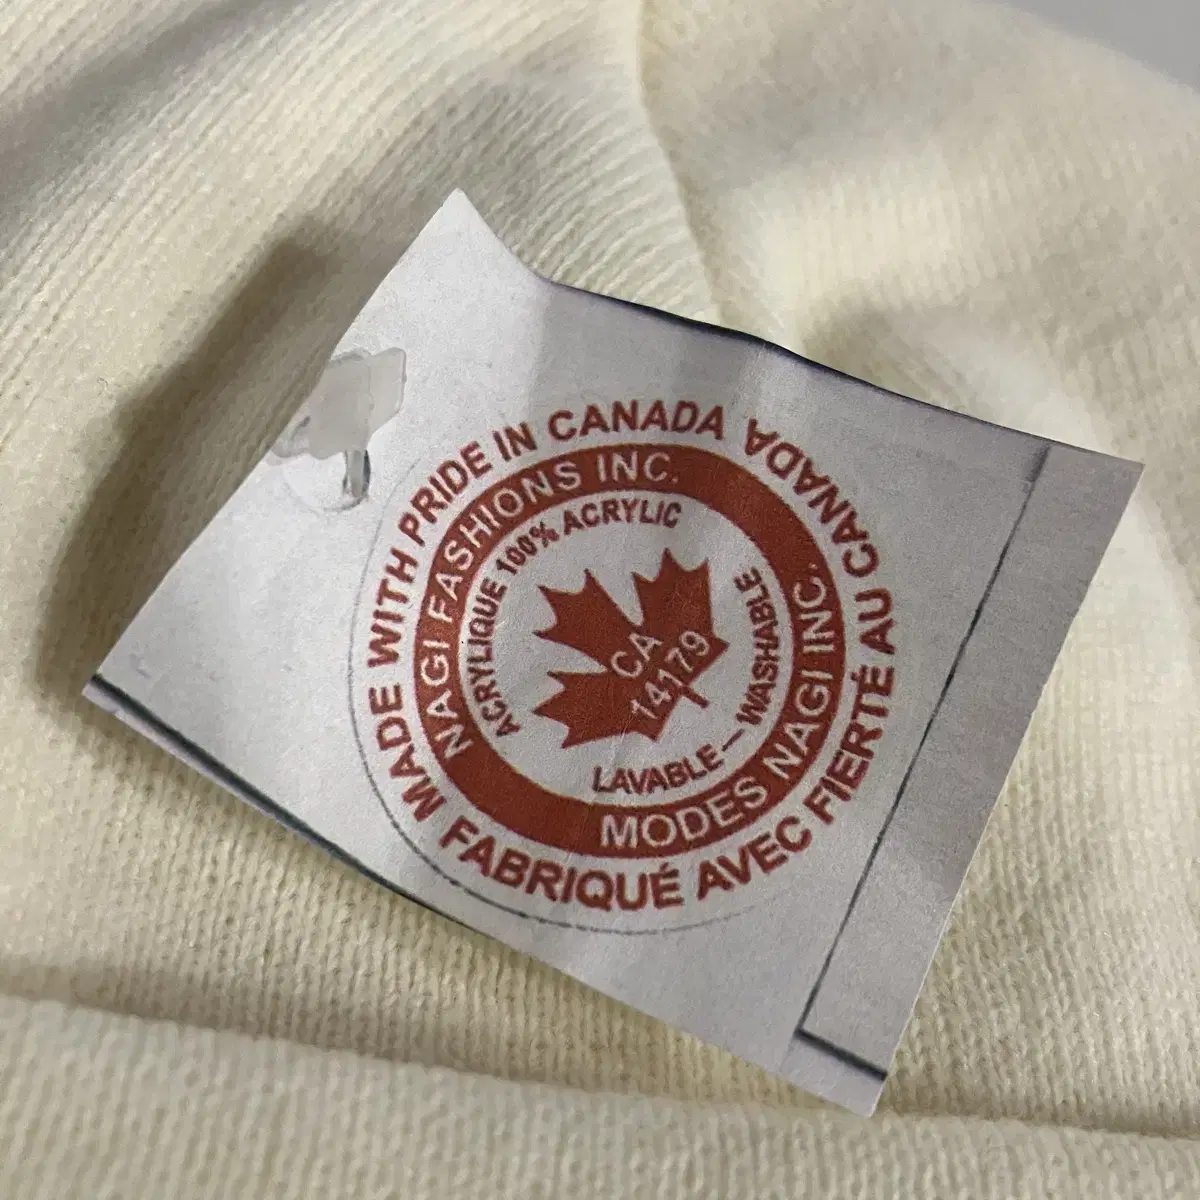 MADE WITH PRIDE IN CANADA
FABRIQUÉ AVEC FIERTÉ AU CANADA
NAGI FASHIONS INC.
MODES NAGI INC.
ACRYLIQUE 100% ACRYLIC
LAVABLE – WASHABLE
CA
14179